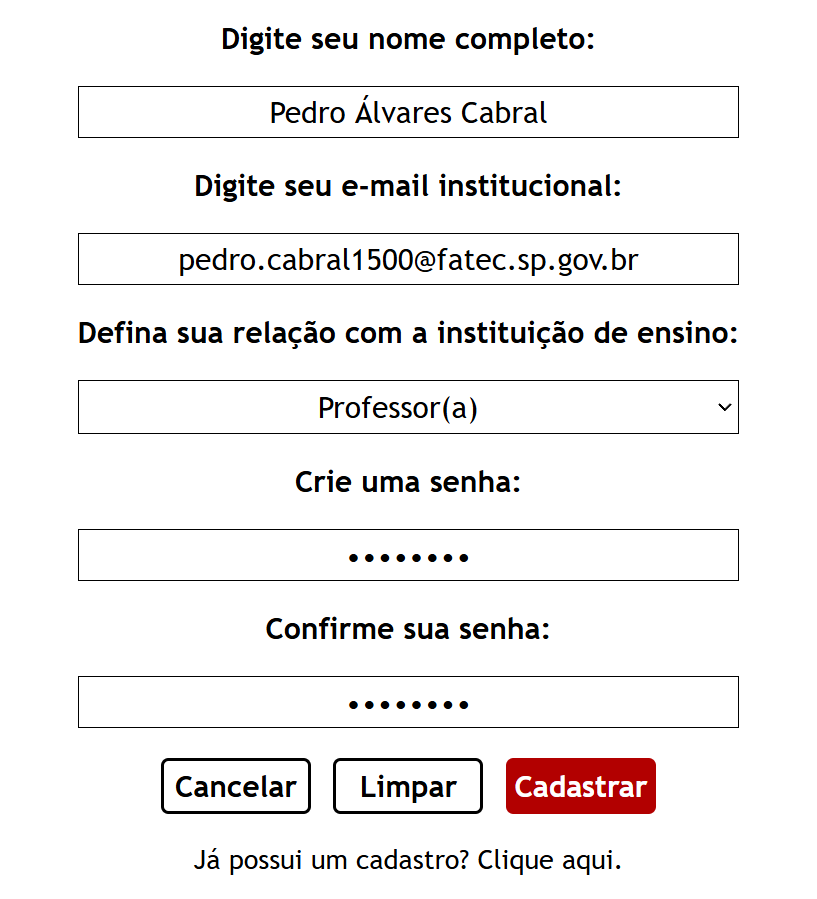 Digite seu nome completo:
Pedro Álvares Cabral
Digite seu e-mail institucional:
pedro.cabral1500@fatec.sp.gov.br
Defina sua relação com a instituição de ensino:
Professor(a)
Crie uma senha:
••••••••
Confirme sua senha:
••••••••
Cancelar Limpar Cadastrar
Já possui um cadastro? Clique aqui.